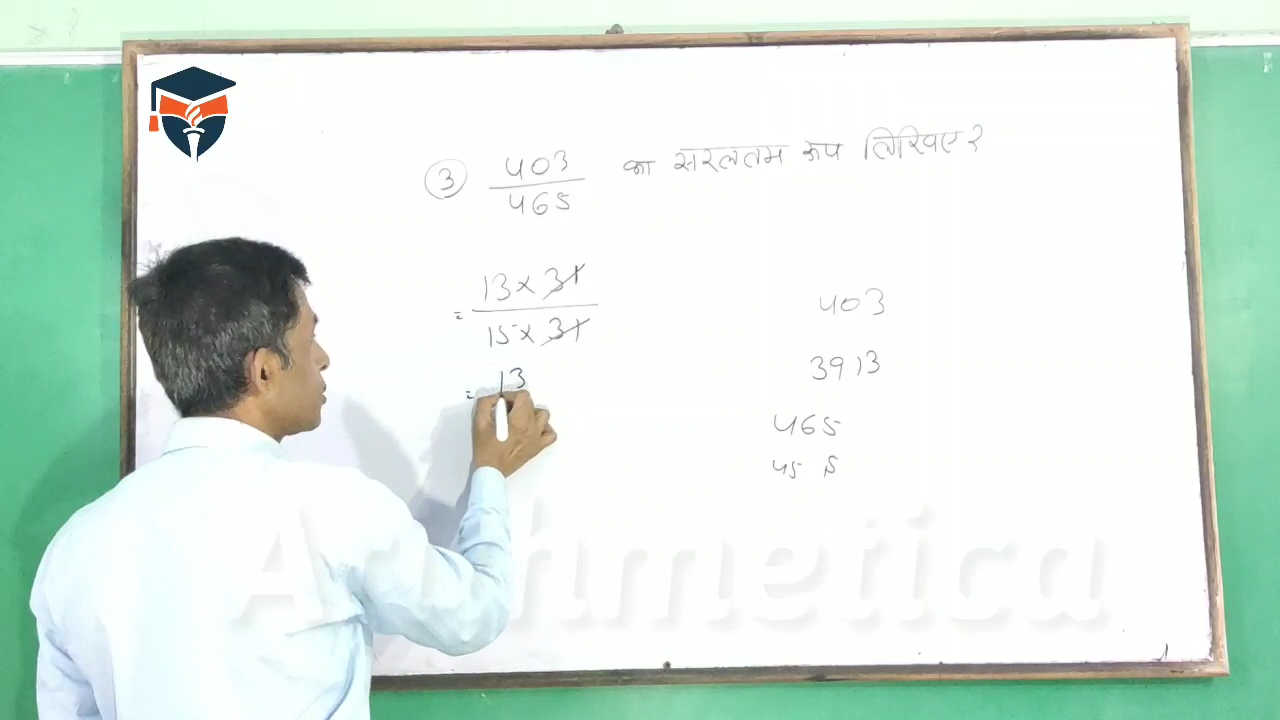 ③ 403/465 का सरलतम रूप लिखिए ?
= 13 × 31 / 15 × 31
= 13
403
3913
465
45 5
Arithmetica